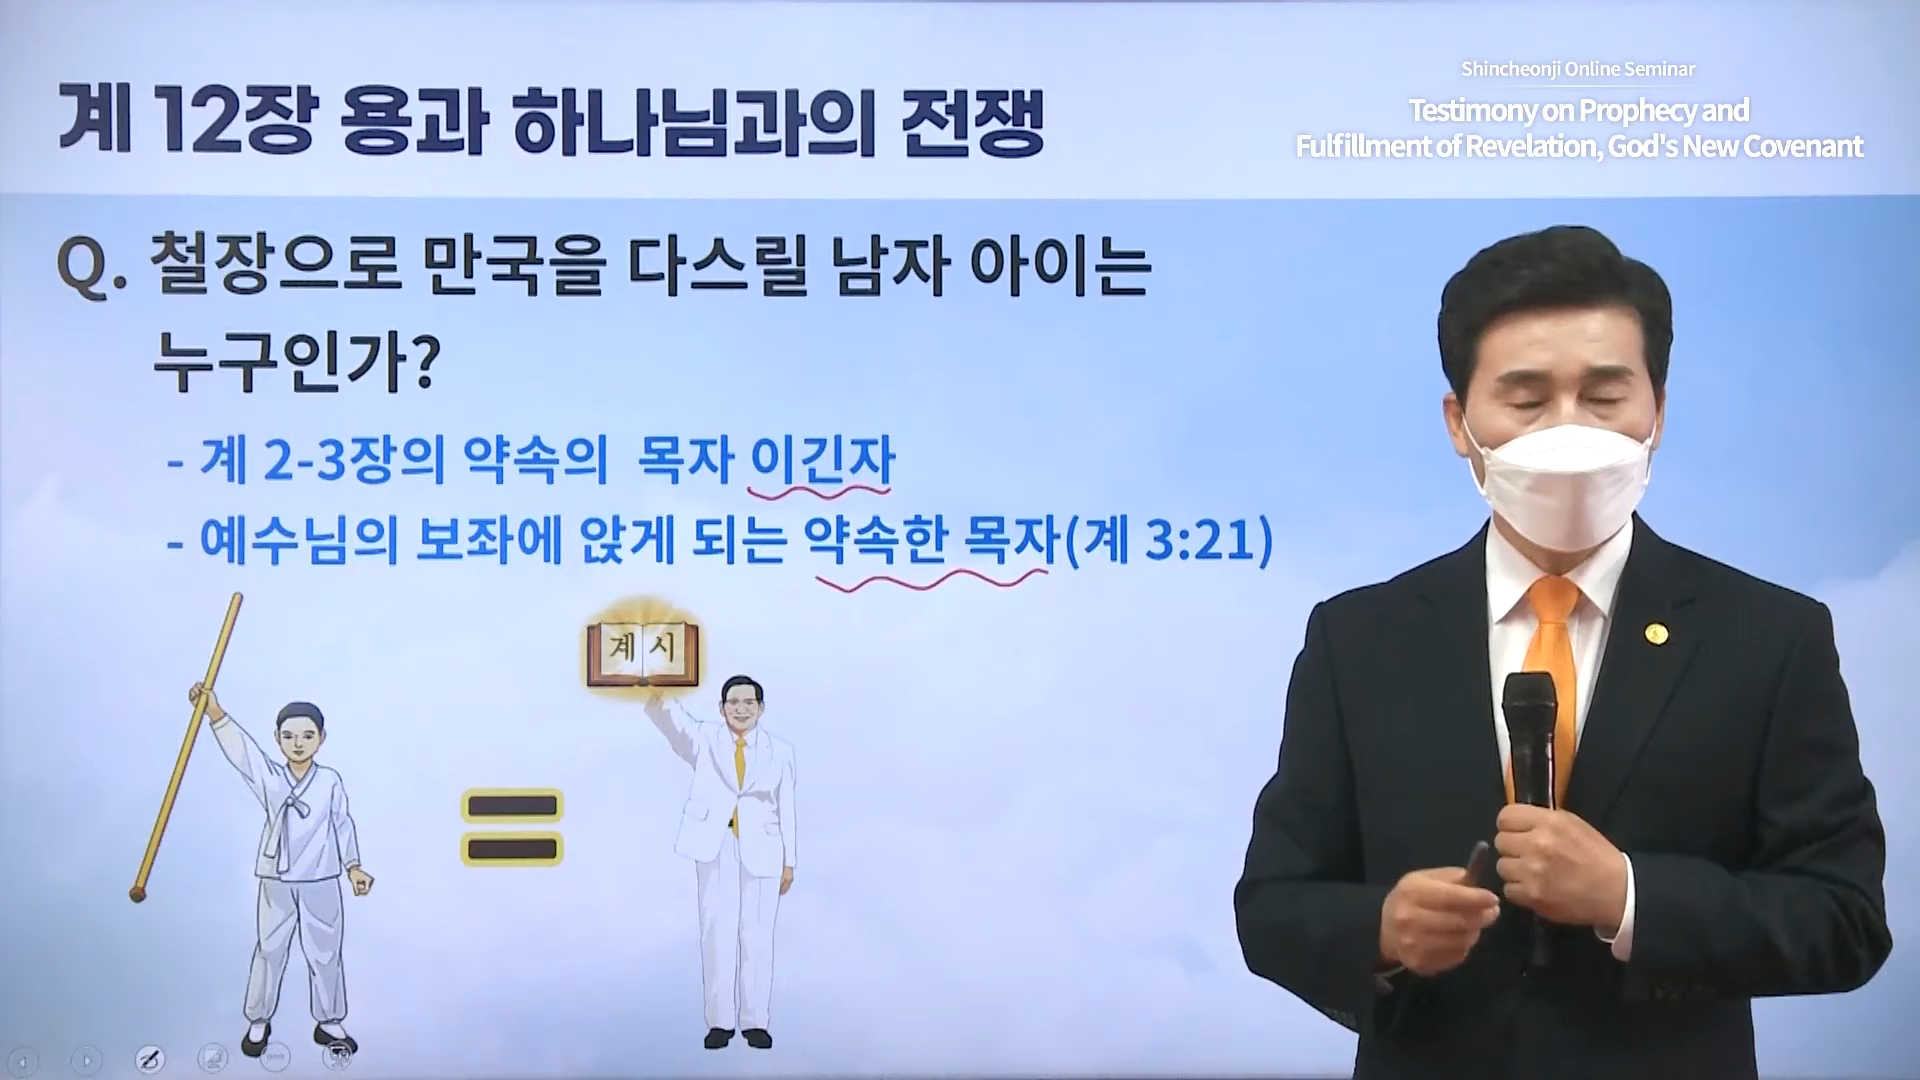 계 12장 용과 하나님과의 전쟁
Shincheonji Online Seminar
Testimony on Prophecy and
Fulfillment of Revelation, God's New Covenant
Q. 철장으로 만국을 다스릴 남자 아이는
누구인가?
- 계 2-3장의 약속의 목자 이긴자
- 예수님의 보좌에 앉게 되는 약속한 목자(계 3:21)
계 시